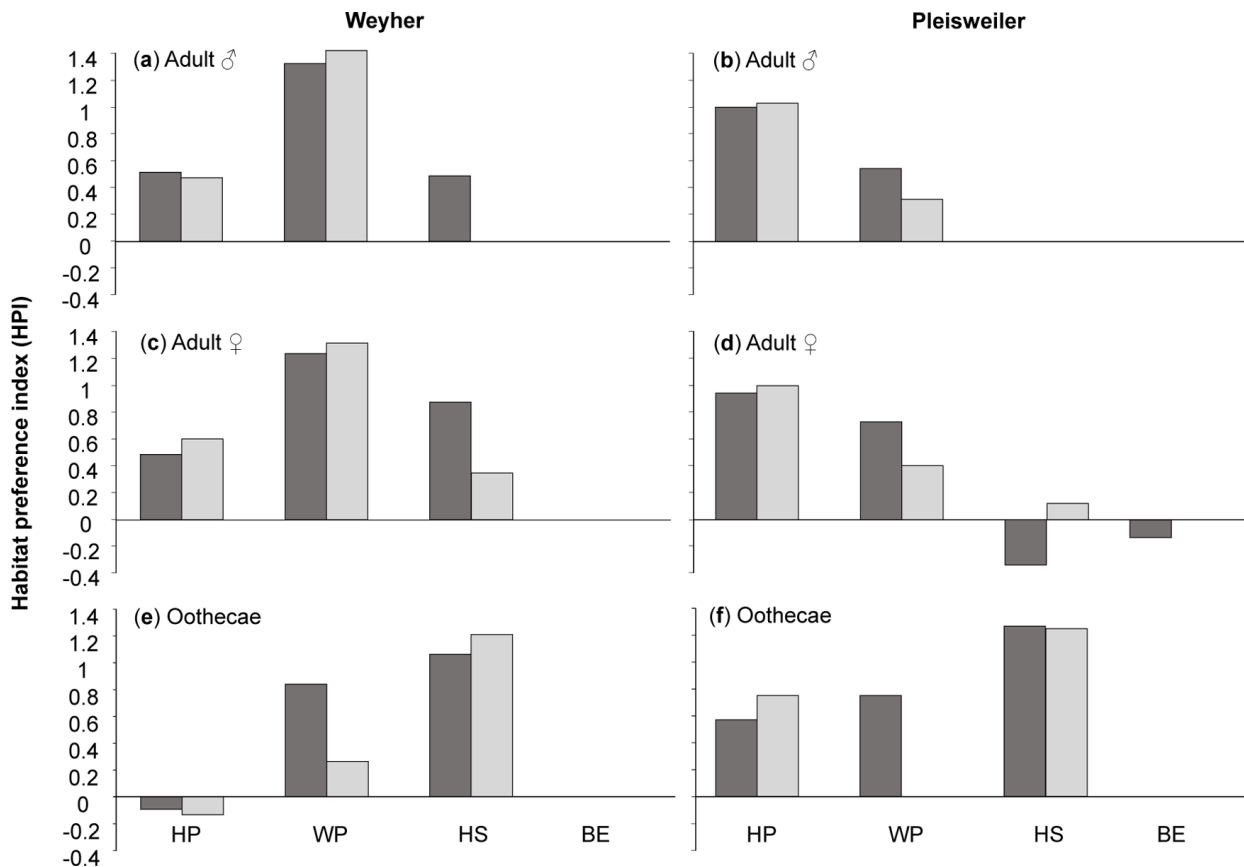 Weyher
Pleisweiler
Habitat preference index (HPI)
(a) Adult ♂
1.4
1.2
1
0.8
0.6
0.4
0.2
0
-0.2
-0.4
(b) Adult ♂
(c) Adult ♀
1.4
1.2
1
0.8
0.6
0.4
0.2
0
-0.2
-0.4
(d) Adult ♀
(e) Oothecae
1.4
1.2
1
0.8
0.6
0.4
0.2
0
-0.2
-0.4
(f) Oothecae
HP WP HS BE
HP WP HS BE